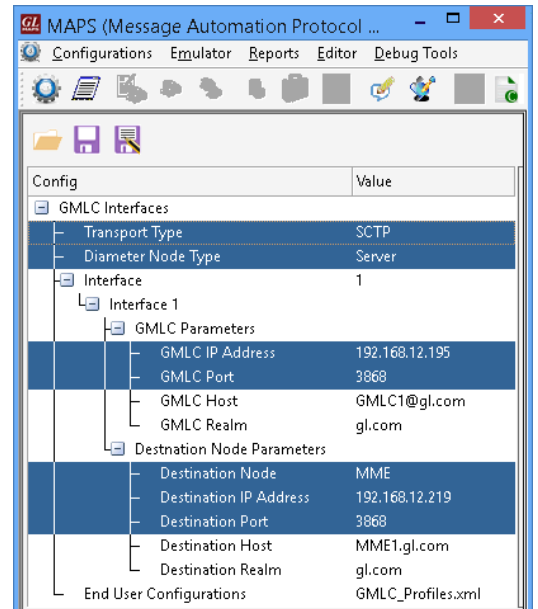 GL MAPS (Message Automation Protocol ...
Configurations Emulator Reports Editor Debug Tools
Config Value
GMLC Interfaces
Transport Type SCTP
Diameter Node Type Server
Interface 1
Interface 1
GMLC Parameters
GMLC IP Address 192.168.12.195
GMLC Port 3868
GMLC Host GMLC1@gl.com
GMLC Realm gl.com
Destnation Node Parameters
Destination Node MME
Destination IP Address 192.168.12.219
Destination Port 3868
Destination Host MME1.gl.com
Destination Realm gl.com
End User Configurations GMLC_Profiles.xml